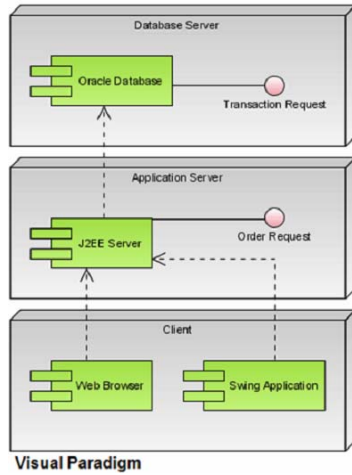 Database Server
Oracle Database
Transaction Request
Application Server
J2EE Server
Order Request
Client
Web Browser
Swing Application
Visual Paradigm